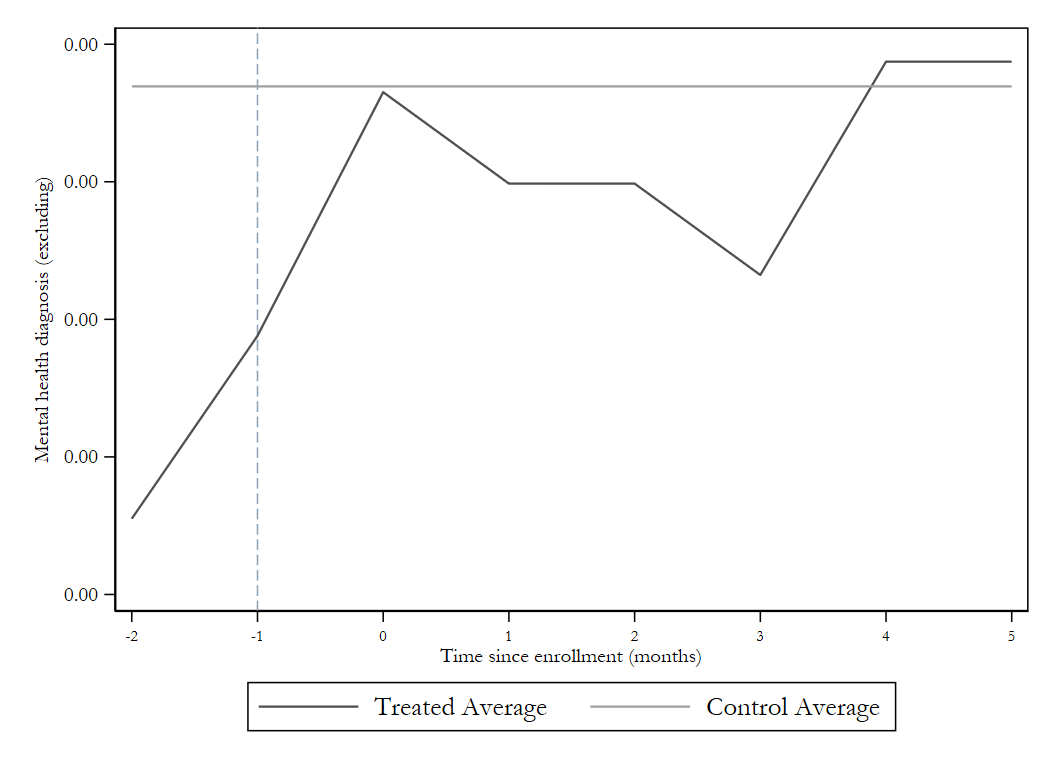 0.00
0.00
0.00
0.00
0.00
Mental health diagnosis (excluding)
-2 -1 0 1 2 3 4 5
Time since enrollment (months)
Treated Average Control Average